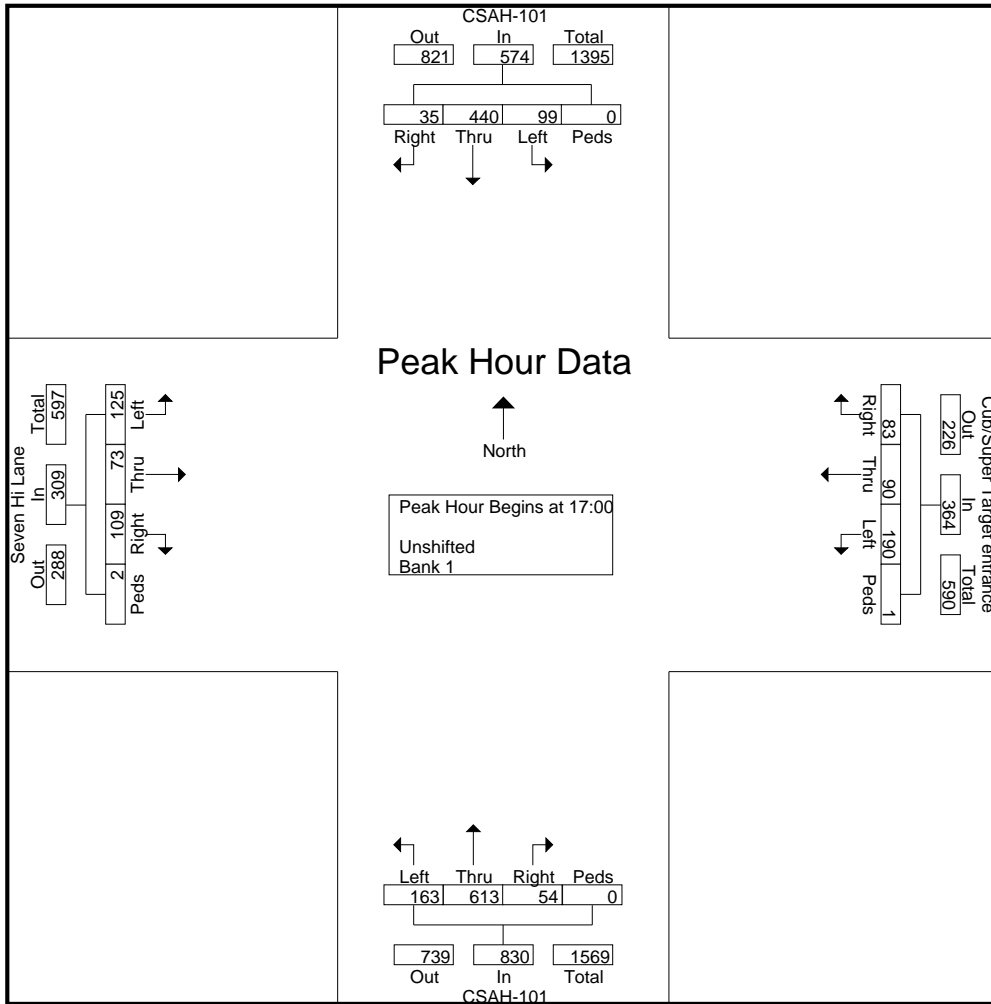 CSAH-101
Out In Total
821 574 1395
35 440 99 0
Right Thru Left Peds
Peak Hour Data
North
Peak Hour Begins at 17:00
Unshifted
Bank 1
Seven Hi Lane
Out In Total
288 309 597
2 109 73 125
Peds Right Thru Left
Cub/Super Target entrance
Out In Total
226 364 590
83 90 190 1
Right Thru Left Peds
Left Thru Right Peds
163 613 54 0
739 830 1569
Out In Total
CSAH-101